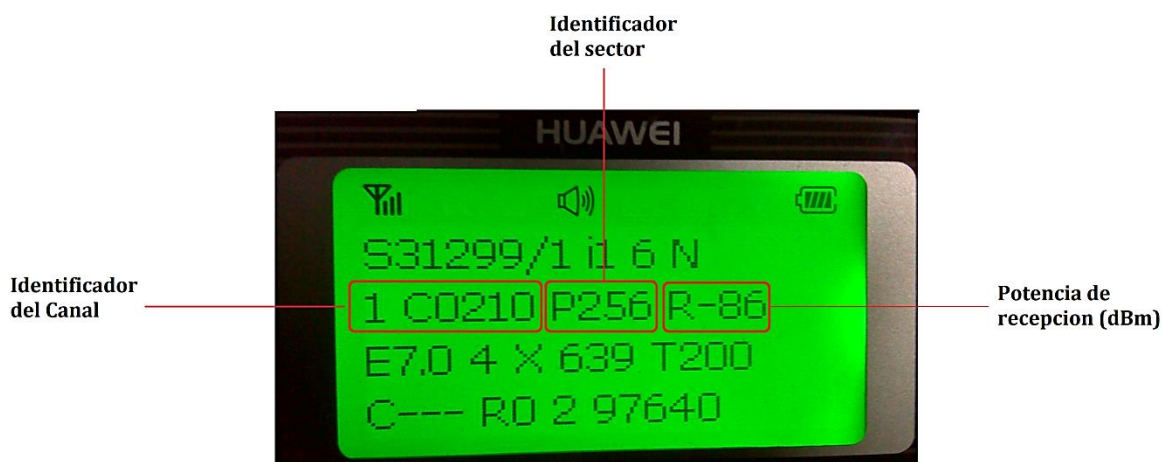 Identificador
del sector
HUAWEI
S31299/1 i1 6 N
Identificador
del Canal
1 C0210 P256 R-86
Potencia de
recepcion (dBm)
E7.0 4 X 639 T200
C--- R0 2 97640